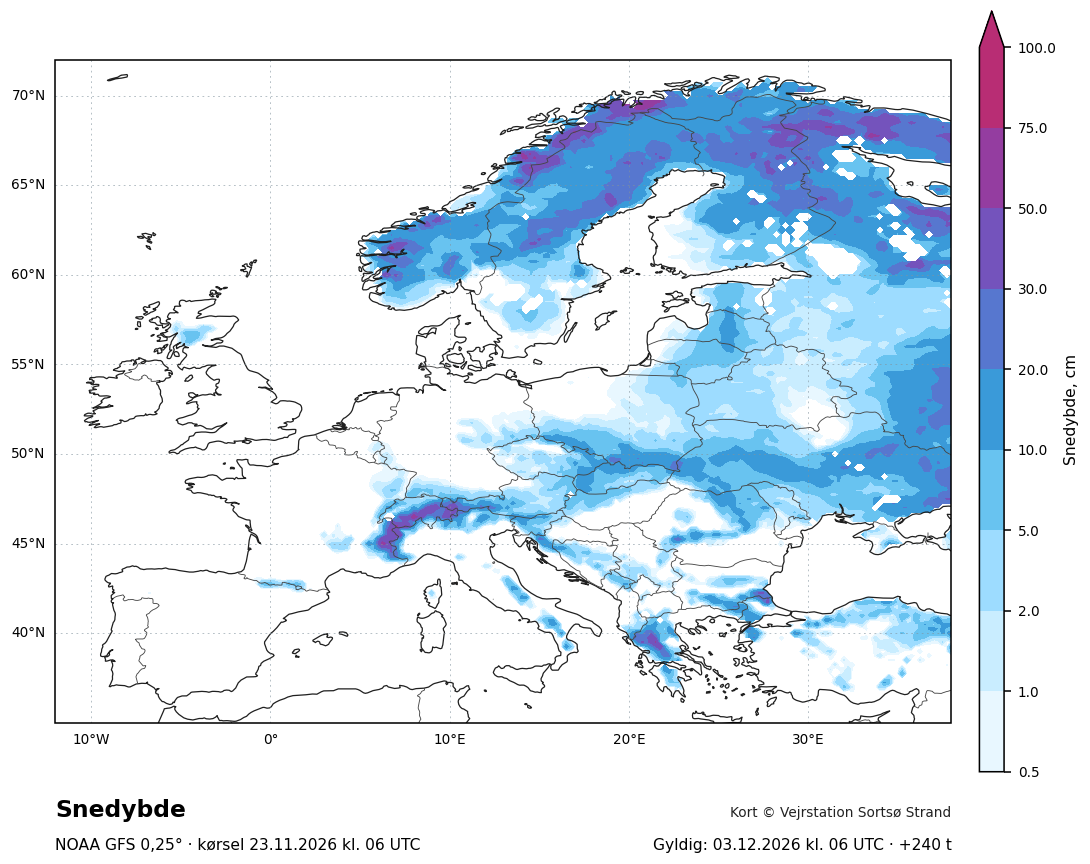 100.0
75.0
50.0
30.0
20.0
10.0
5.0
2.0
1.0
0.5
Snedybde, cm
70°N
65°N
60°N
55°N
50°N
45°N
40°N
10°W 0° 10°E 20°E 30°E
Snedybde
Kort © Vejrstation Sortsø Strand
NOAA GFS 0,25° · kørsel 23.11.2026 kl. 06 UTC
Gyldig: 03.12.2026 kl. 06 UTC · +240 t